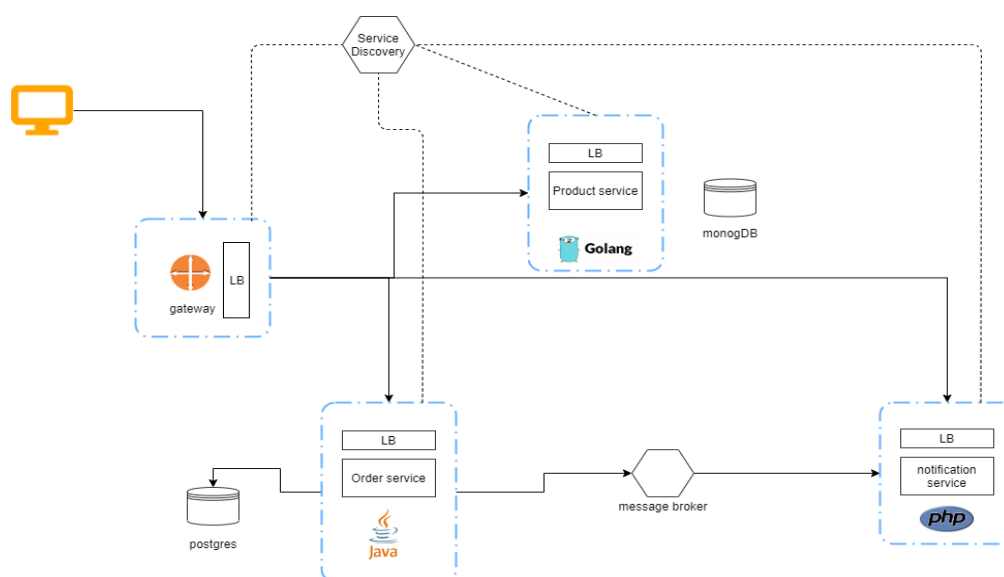 Service
Discovery
LB
Product service
Golang
monogDB
LB
gateway
LB
Order service
Java
postgres
message broker
LB
notification
service
php